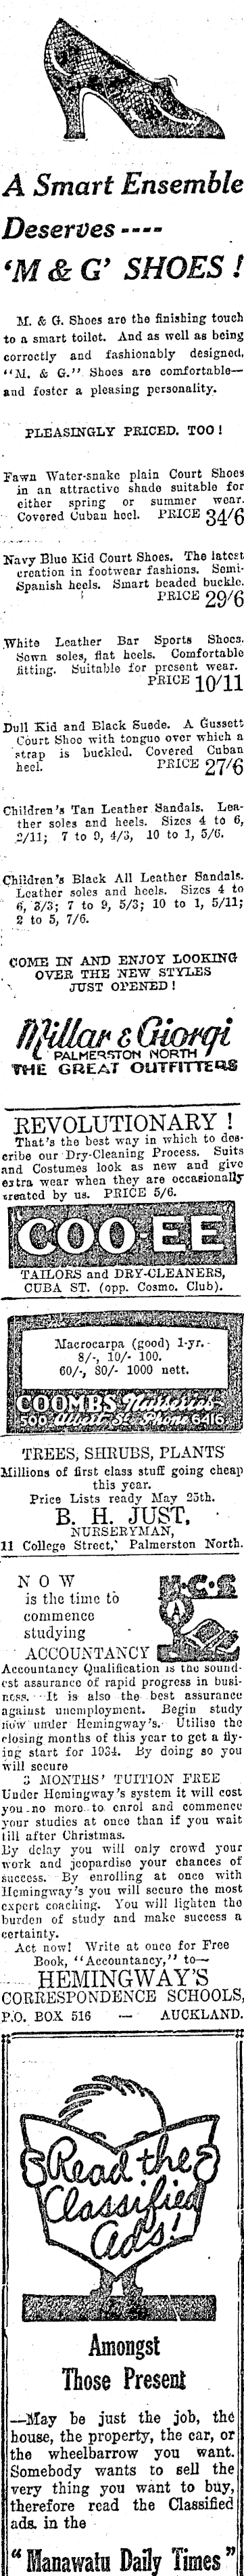 A Smart Ensemble
Deserves ----
'M & G' SHOES !
M. & G. Shoes are the finishing touch
to a smart toilet. And as well as being
correctly and fashionably designed,
"M. & G." Shoes are comfortable—
and foster a pleasing personality.
PLEASINGLY PRICED, TOO !
Fawn Water-snake plain Court Shoes
in an attractive shade suitable for
either spring or summer wear.
Covered Cuban heel. PRICE 34/6
Navy Blue Kid Court Shoes. The latest
creation in footwear fashions. Semi-
Spanish heels. Smart beaded buckle.
PRICE 29/6
White Leather Bar Sports Shoes.
Sewn soles, flat heels. Comfortable
fitting. Suitable for present wear.
PRICE 10/11
Dull Kid and Black Suede. A Gussett
Court Shoe with tongue over which a
strap is buckled. Covered Cuban
heel. PRICE 27/6
Children's Tan Leather Sandals. Lea-
ther soles and heels. Sizes 4 to 6,
2/11; 7 to 9, 4/3, 10 to 1, 5/6.
Children's Black All Leather Sandals.
Leather soles and heels. Sizes 4 to
6, 3/3; 7 to 9, 5/3; 10 to 1, 5/11;
2 to 5, 7/6.
COME IN AND ENJOY LOOKING
OVER THE NEW STYLES
JUST OPENED !
Millar & Giorgi
PALMERSTON NORTH
THE GREAT OUTFITTERS
REVOLUTIONARY !
That's the best way in which to des-
cribe our Dry-Cleaning Process. Suits
and Costumes look as new and give
extra wear when they are occasionally
treated by us. PRICE 5/6.
COO-EE
TAILORS and DRY-CLEANERS,
CUBA ST. (opp. Cosmo. Club).
Macrocarpa (good) 1-yr.
8/-, 10/- 100.
60/-, 80/- 1000 nett.
COOMBS Nurseries
500 Albert St. Phone 6416
TREES, SHRUBS, PLANTS
Millions of first class stuff going cheap
this year.
Price Lists ready May 25th.
B. H. JUST,
NURSERYMAN,
11 College Street, Palmerston North.
NOW
is the time to
commence
studying
ACCOUNTANCY
H.C.S
Accountancy Qualification is the sound-
est assurance of rapid progress in busi-
ness. It is also the best assurance
against unemployment. Begin study
now under Hemingway's. Utilise the
closing months of this year to get a fly-
ing start for 1934. By doing so you
will secure
3 MONTHS' TUITION FREE
Under Hemingway's system it will cost
you no more to enrol and commence
your studies at once than if you wait
till after Christmas.
By delay you will only crowd your
work and jeopardise your chances of
success. By enrolling at once with
Hemingway's you will secure the most
expert coaching. You will lighten the
burden of study and make success a
certainty.
Act now! Write at once for Free
Book, "Accountancy," to—
HEMINGWAY'S
CORRESPONDENCE SCHOOLS,
P.O. BOX 516 — AUCKLAND.
Read the
Classified
Ads!
Amongst
Those Present
—May be just the job, the
house, the property, the car, or
the wheelbarrow you want.
Somebody wants to sell the
very thing you want to buy,
therefore read the Classified
ads. in the
"Manawatu Daily Times"